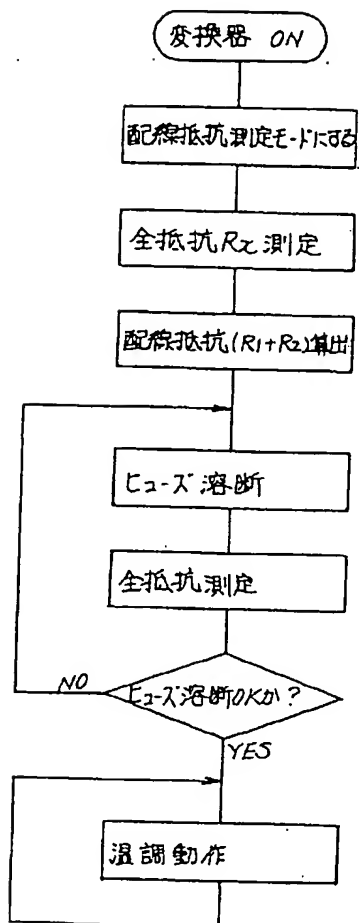 変換器 ON
配線抵抗測定モードにする
全抵抗Rx測定
配線抵抗(R1+R2)算出
ヒューズ溶断
全抵抗測定
ヒューズ溶断OKか?
NO
YES
温調動作